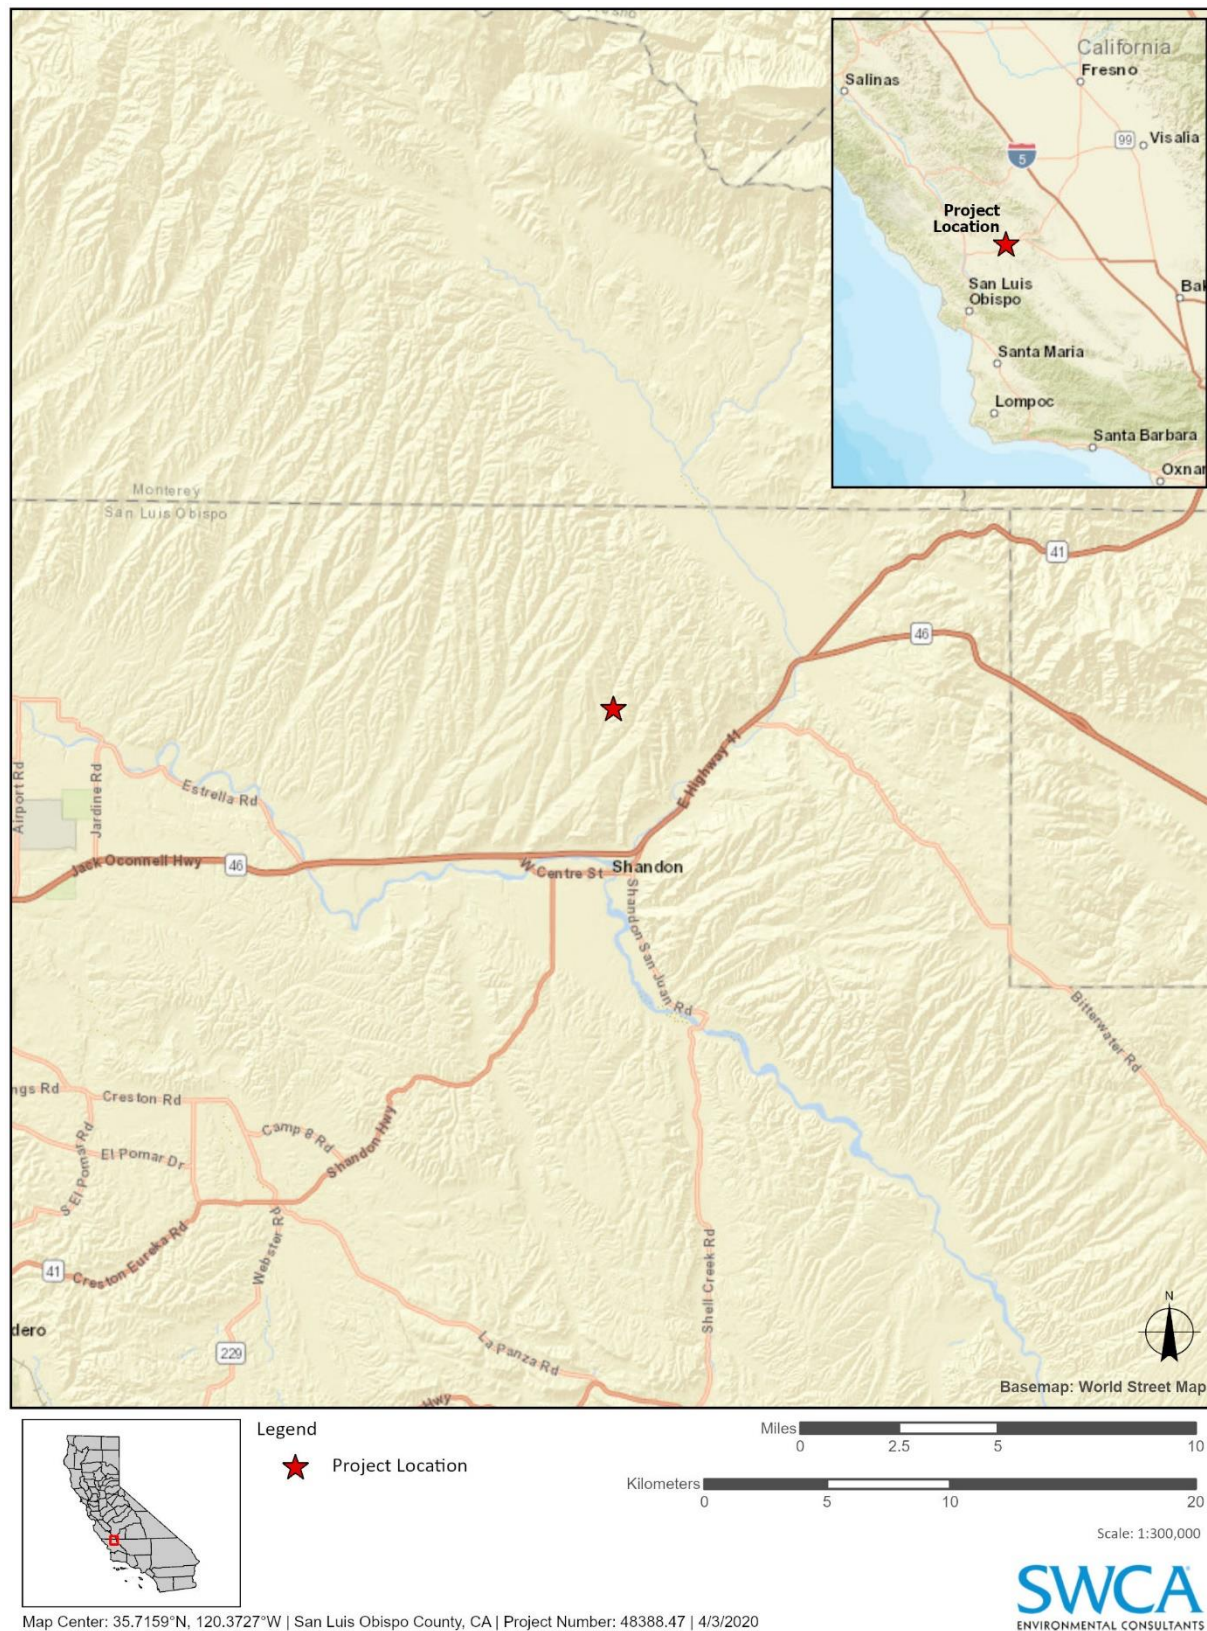 Fresno
California
Fresno
Salinas
99
Visalia
5
Project
Location
San Luis
Obispo
Bak
Santa Maria
Lompoc
Santa Barbara
Oxnar
Monterey
San Luis Obispo
41
46
E Highway 41
Airport Rd
Jardine Rd
Estrella Rd
Jack Oconnell Hwy
46
W Centre St
Shandon
Shandon San Juan Rd
Bitterwater Rd
ngs Rd
Creston Rd
Camp 8 Rd
Shandon Hwy
El Pomar Dr
S El Pomar Rd
Webster Rd
Creston Eureka Rd
41
Shell Creek Rd
dero
229
La Panza Rd
Hwy
N
Basemap: World Street Map
Legend
Project Location
Miles
0 2.5 5 10
Kilometers
0 5 10 20
Scale: 1:300,000
SWCA
ENVIRONMENTAL CONSULTANTS
Map Center: 35.7159°N, 120.3727°W | San Luis Obispo County, CA | Project Number: 48388.47 | 4/3/2020